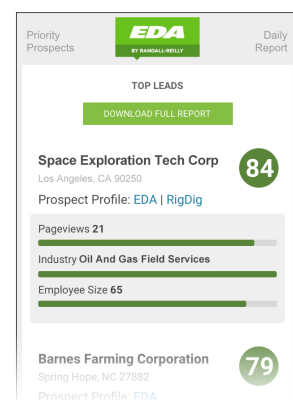 Priority
Prospects
EDA
BY RANDALL-REILLY
Daily
Report
TOP LEADS
DOWNLOAD FULL REPORT
Space Exploration Tech Corp
84
Los Angeles, CA 90250
Prospect Profile: EDA | RigDig
Pageviews 21
Industry Oil And Gas Field Services
Employee Size 65
Barnes Farming Corporation
79
Spring Hope, NC 27882
Prospect Profile: EDA